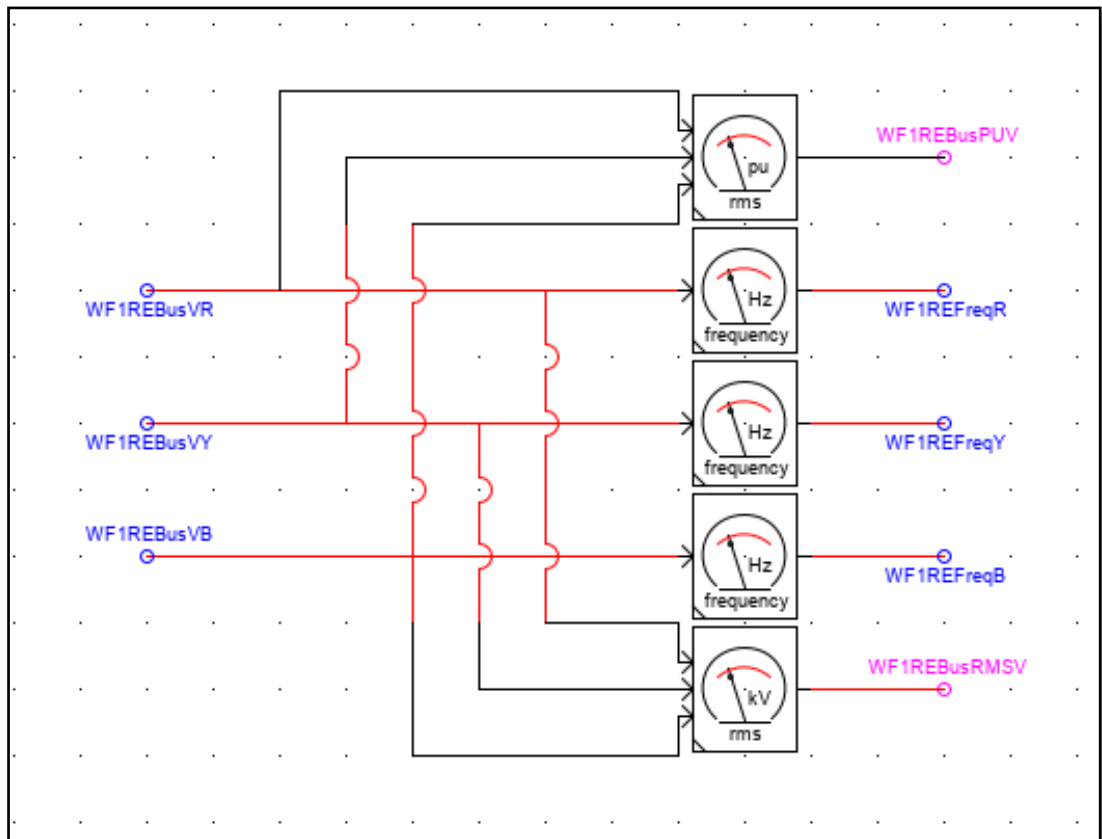 WF1REBusPUV
pu
rms
WF1REBusVR
Hz
frequency
WF1REFreqR
WF1REBusVY
Hz
frequency
WF1REFreqY
WF1REBusVB
Hz
frequency
WF1REFreqB
WF1REBusRMSV
kV
rms